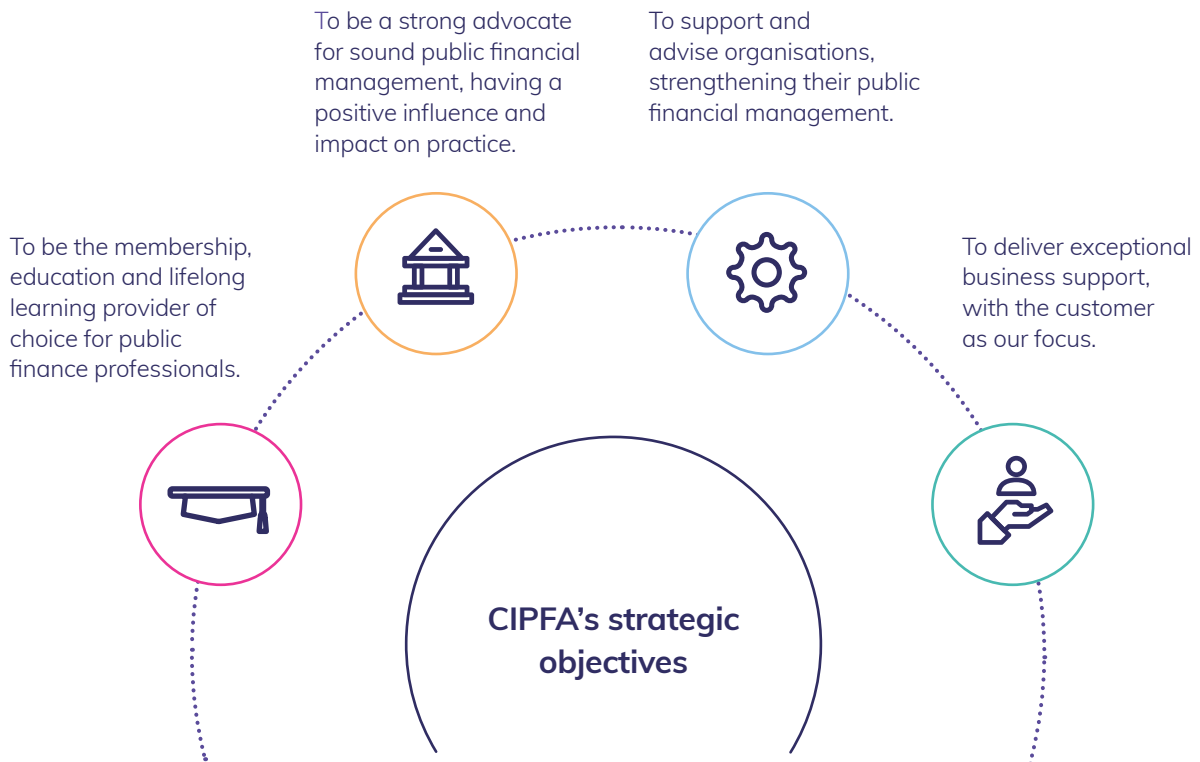 To be a strong advocate
for sound public financial
management, having a
positive influence and
impact on practice.
To support and
advise organisations,
strengthening their public
financial management.
To be the membership,
education and lifelong
learning provider of
choice for public
finance professionals.
To deliver exceptional
business support,
with the customer
as our focus.
CIPFA’s strategic
objectives